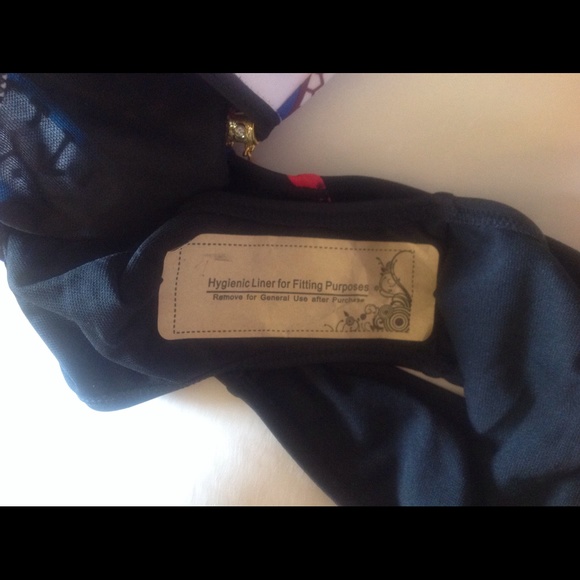 Hygienic Liner for Fitting Purposes
Remove for General Use after Purchase